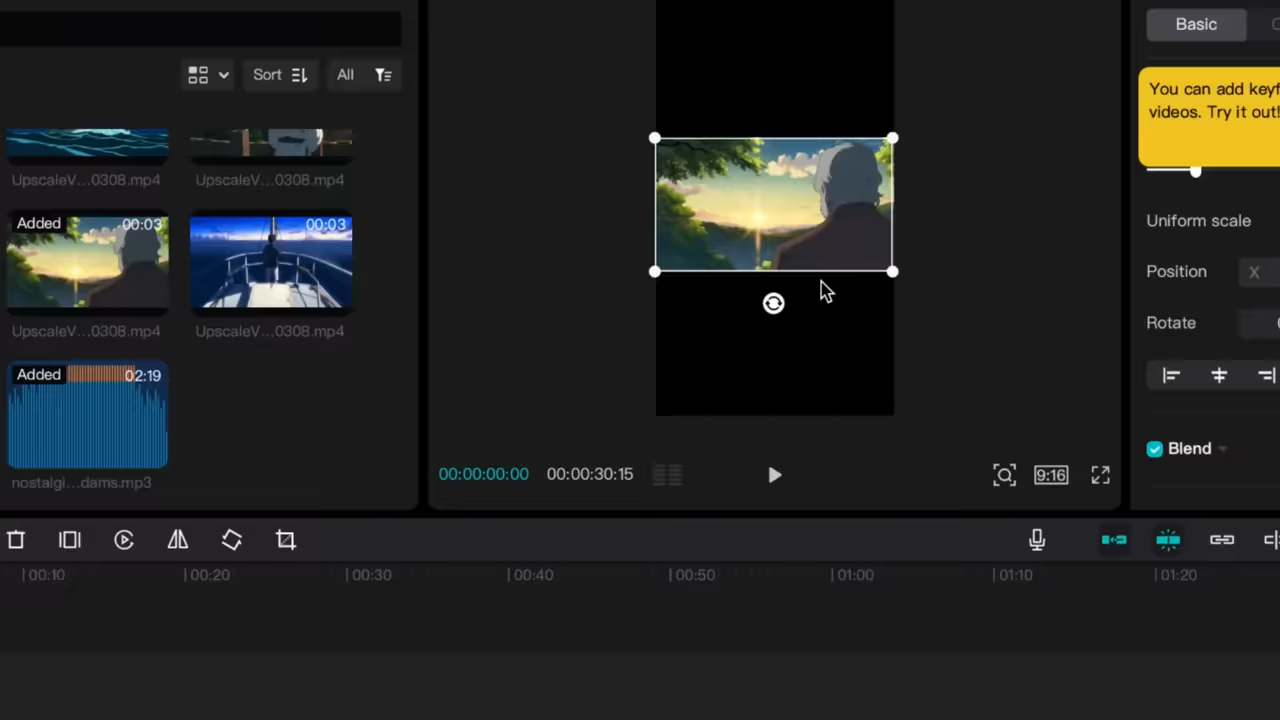 Sort
All
UpscaleV...0308.mp4
UpscaleV...0308.mp4
Added
00:03
00:03
UpscaleV...0308.mp4
UpscaleV...0308.mp4
Added
02:19
nostalgi...dams.mp3
00:00:00:00
00:00:30:15
9:16
Basic
You can add keyf
videos. Try it out!
Uniform scale
Position
X
Rotate
Blend
00:10
00:20
00:30
00:40
00:50
01:00
01:10
01:20